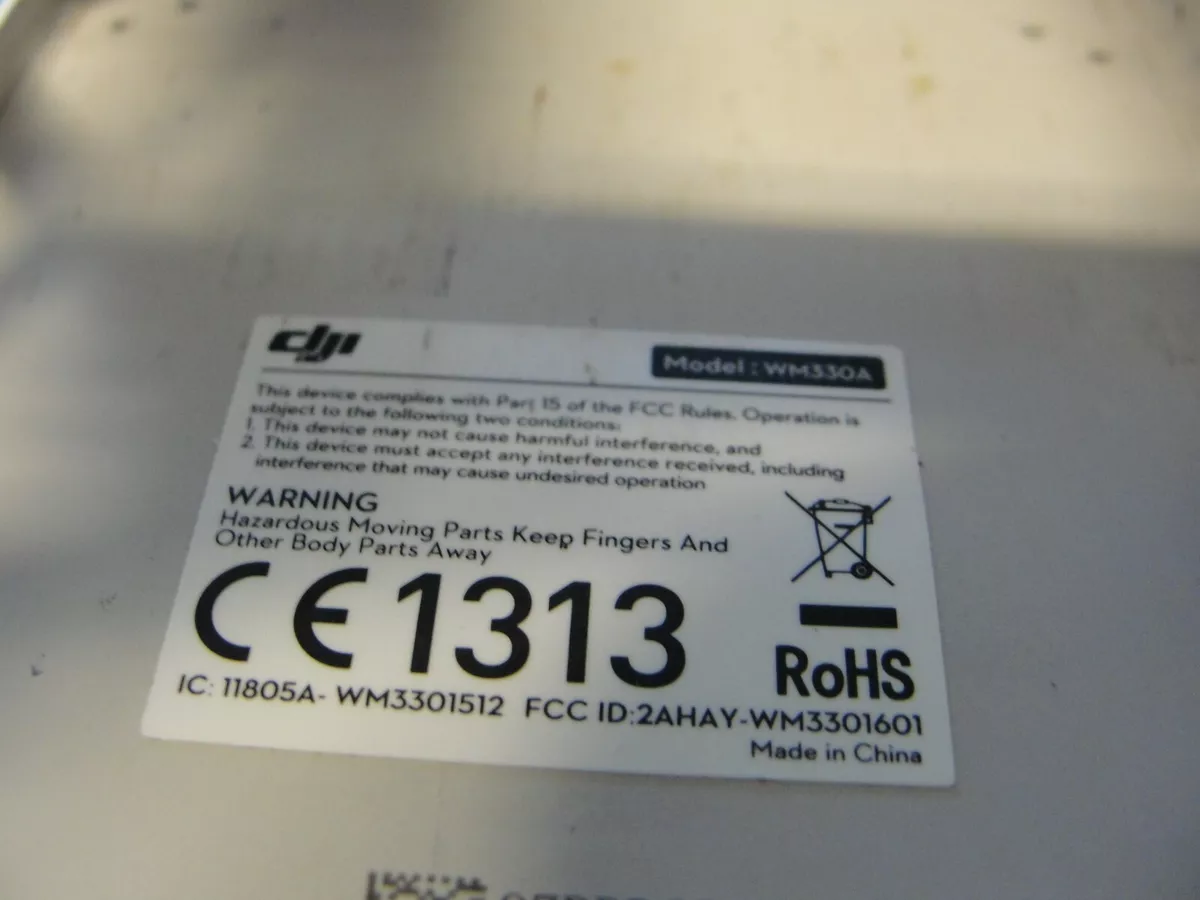 dji
Model : WM330A
This device complies with Part 15 of the FCC Rules. Operation is
subject to the following two conditions:
1. This device may not cause harmful interference, and
2. This device must accept any interference received, including
interference that may cause undesired operation
WARNING
Hazardous Moving Parts Keep Fingers And
Other Body Parts Away
CE 1313
RoHS
IC: 11805A- WM3301512 FCC ID:2AHAY-WM3301601
Made in China